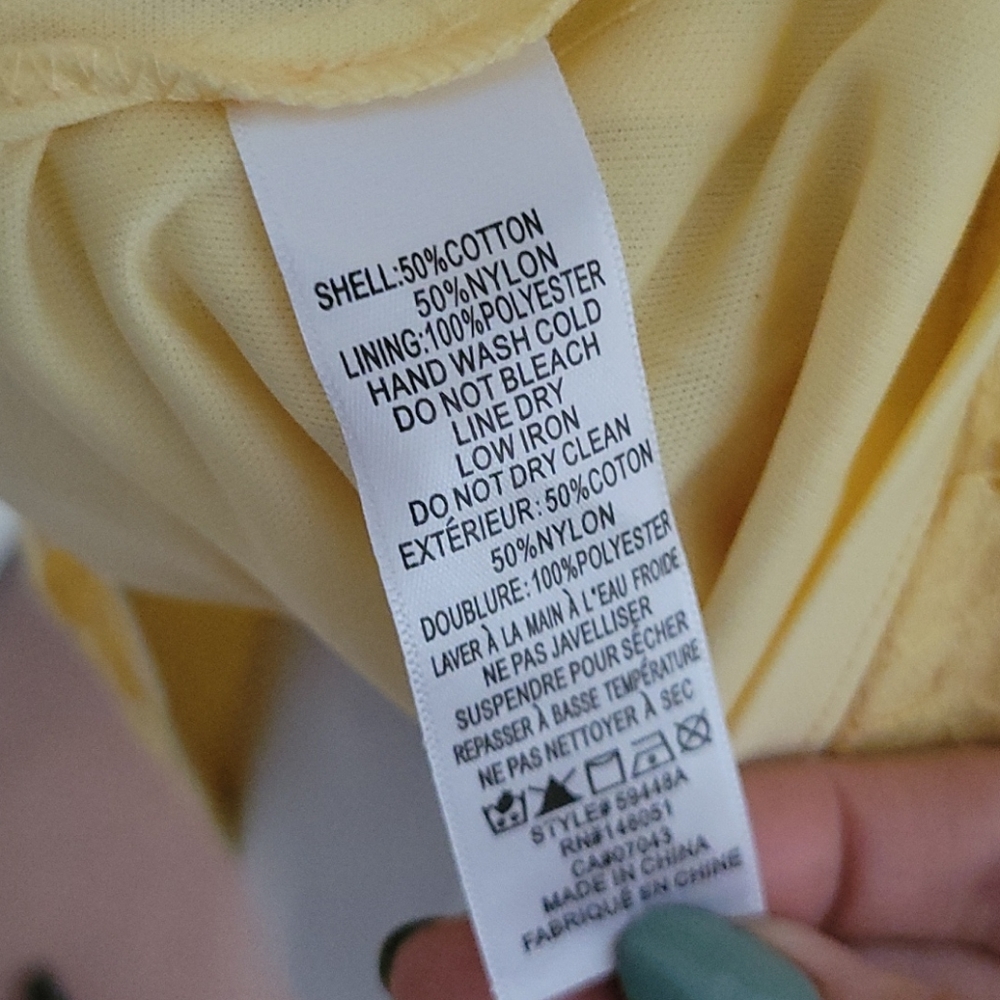 SHELL:50%COTTON
50%NYLON
LINING:100%POLYESTER
HAND WASH COLD
DO NOT BLEACH
LINE DRY
LOW IRON
DO NOT DRY CLEAN
EXTÉRIEUR: 50%COTON
50%NYLON
DOUBLURE: 100%POLYESTER
LAVER À LA MAIN À L"EAU FROIDE
NE PAS JAVELLISER
SUSPENDRE POUR SÉCHER
REPASSER À BASSE TEMPÉRATURE
NE PAS NETTOYER À SEC
STYLE# 59448A
RN#146051
CA#07043
MADE IN CHINA
FABRIQUÉ EN CHINE